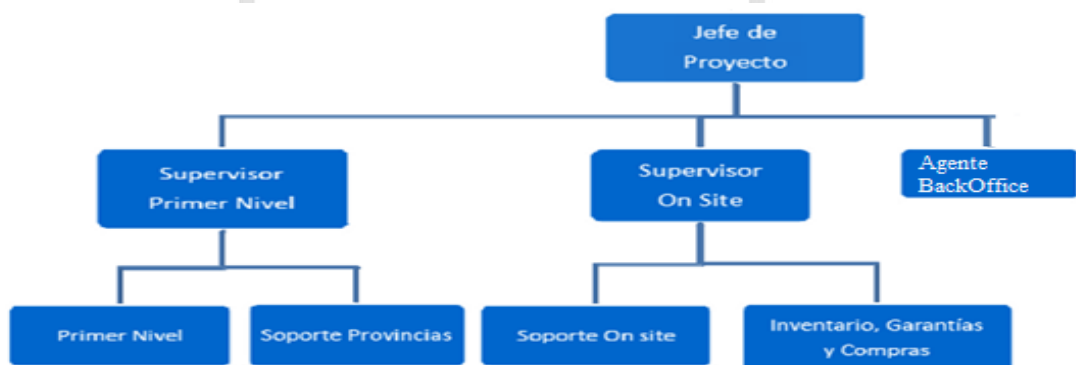 Jefe de
Proyecto
Supervisor
Primer Nivel
Supervisor
On Site
Agente
BackOffice
Primer Nivel
Soporte Provincias
Soporte On site
Inventario, Garantías
y Compras